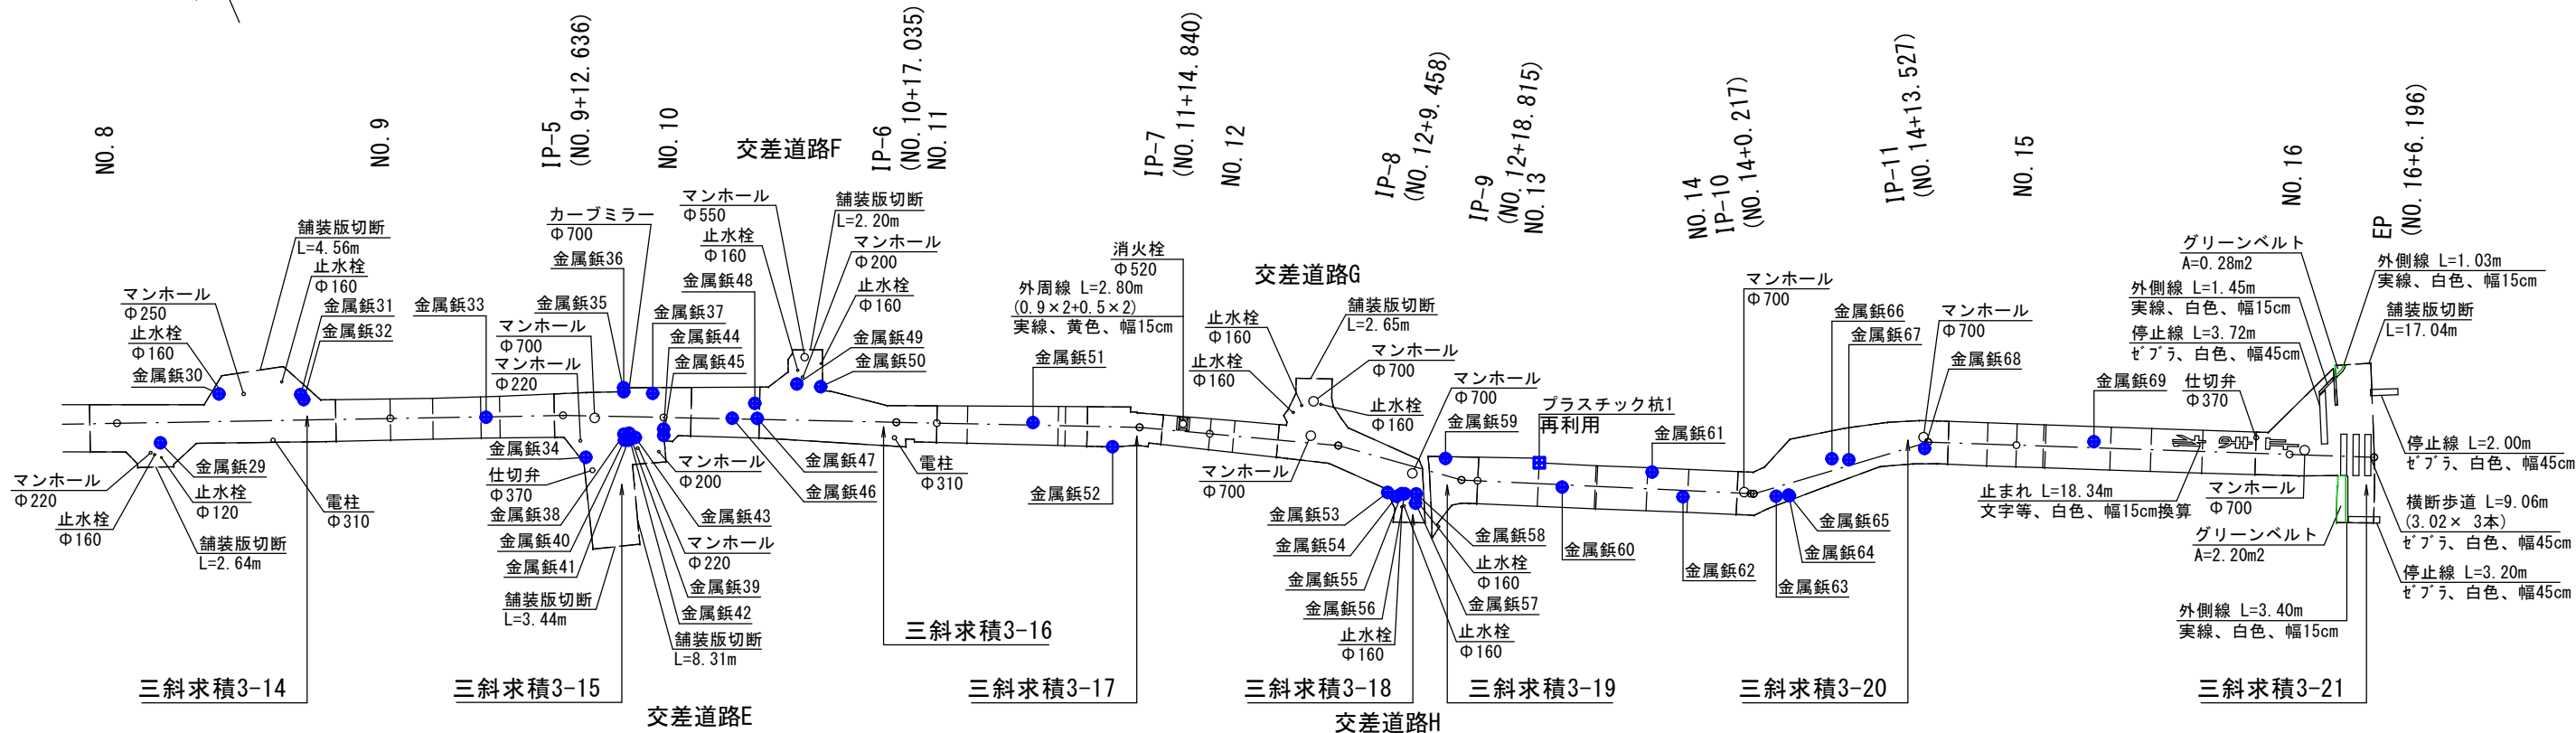 NO.8
NO.9
IP-5
(NO.9+12.636)
NO.10
交差道路F
IP-6
(NO.10+17.035)
NO.11
IP-7
(NO.11+14.840)
NO.12
IP-8
(NO.12+9.458)
IP-9
(NO.12+18.815)
NO.13
NO.14
IP-10
(NO.14+0.217)
IP-11
(NO.14+13.527)
NO.15
NO.16
EP
(NO.16+6.196)
舗装版切断
L=4.56m
止水栓
Φ160
マンホール
Φ250
止水栓
Φ160
金属鋲30
金属鋲31
金属鋲32
金属鋲33
マンホール
Φ220
止水栓
Φ160
金属鋲29
止水栓
Φ120
舗装版切断
L=2.64m
電柱
Φ310
三斜求積3-14
カーブミラー
Φ700
金属鋲36
金属鋲35
マンホール
Φ700
マンホール
Φ220
金属鋲37
金属鋲44
金属鋲45
金属鋲34
仕切弁
Φ370
金属鋲38
金属鋲40
金属鋲41
舗装版切断
L=3.44m
マンホール
Φ200
金属鋲43
マンホール
Φ220
金属鋲39
金属鋲42
舗装版切断
L=8.31m
三斜求積3-15
交差道路E
マンホール
Φ550
止水栓
Φ160
金属鋲48
舗装版切断
L=2.20m
マンホール
Φ200
止水栓
Φ160
金属鋲49
金属鋲50
金属鋲47
金属鋲46
電柱
Φ310
三斜求積3-16
消火栓
Φ520
外周線 L=2.80m
(0.9×2+0.5×2)
実線、黄色、幅15cm
金属鋲51
金属鋲52
三斜求積3-17
交差道路G
舗装版切断
L=2.65m
止水栓
Φ160
止水栓
Φ160
マンホール
Φ700
マンホール
Φ700
止水栓
Φ160
マンホール
Φ700
金属鋲53
金属鋲54
金属鋲55
金属鋲56
止水栓
Φ160
金属鋲58
止水栓
Φ160
金属鋲57
止水栓
Φ160
三斜求積3-18
交差道路H
金属鋲59
プラスチック杭1
再利用
金属鋲61
金属鋲60
金属鋲62
三斜求積3-19
マンホール
Φ700
金属鋲66
金属鋲67
マンホール
Φ700
金属鋲68
金属鋲65
金属鋲64
金属鋲63
三斜求積3-20
金属鋲69
仕切弁
Φ370
グリーンベルト
A=0.28m2
外側線 L=1.45m
実線、白色、幅15cm
停止線 L=3.72m
ｾﾞﾌﾞﾗ、白色、幅45cm
外側線 L=1.03m
実線、白色、幅15cm
舗装版切断
L=17.04m
止まれ
止まれ L=18.34m
文字等、白色、幅15cm換算
マンホール
Φ700
グリーンベルト
A=2.20m2
外側線 L=3.40m
実線、白色、幅15cm
停止線 L=2.00m
ｾﾞﾌﾞﾗ、白色、幅45cm
横断歩道 L=9.06m
(3.02× 3本)
ｾﾞﾌﾞﾗ、白色、幅45cm
停止線 L=3.20m
ｾﾞﾌﾞﾗ、白色、幅45cm
三斜求積3-21